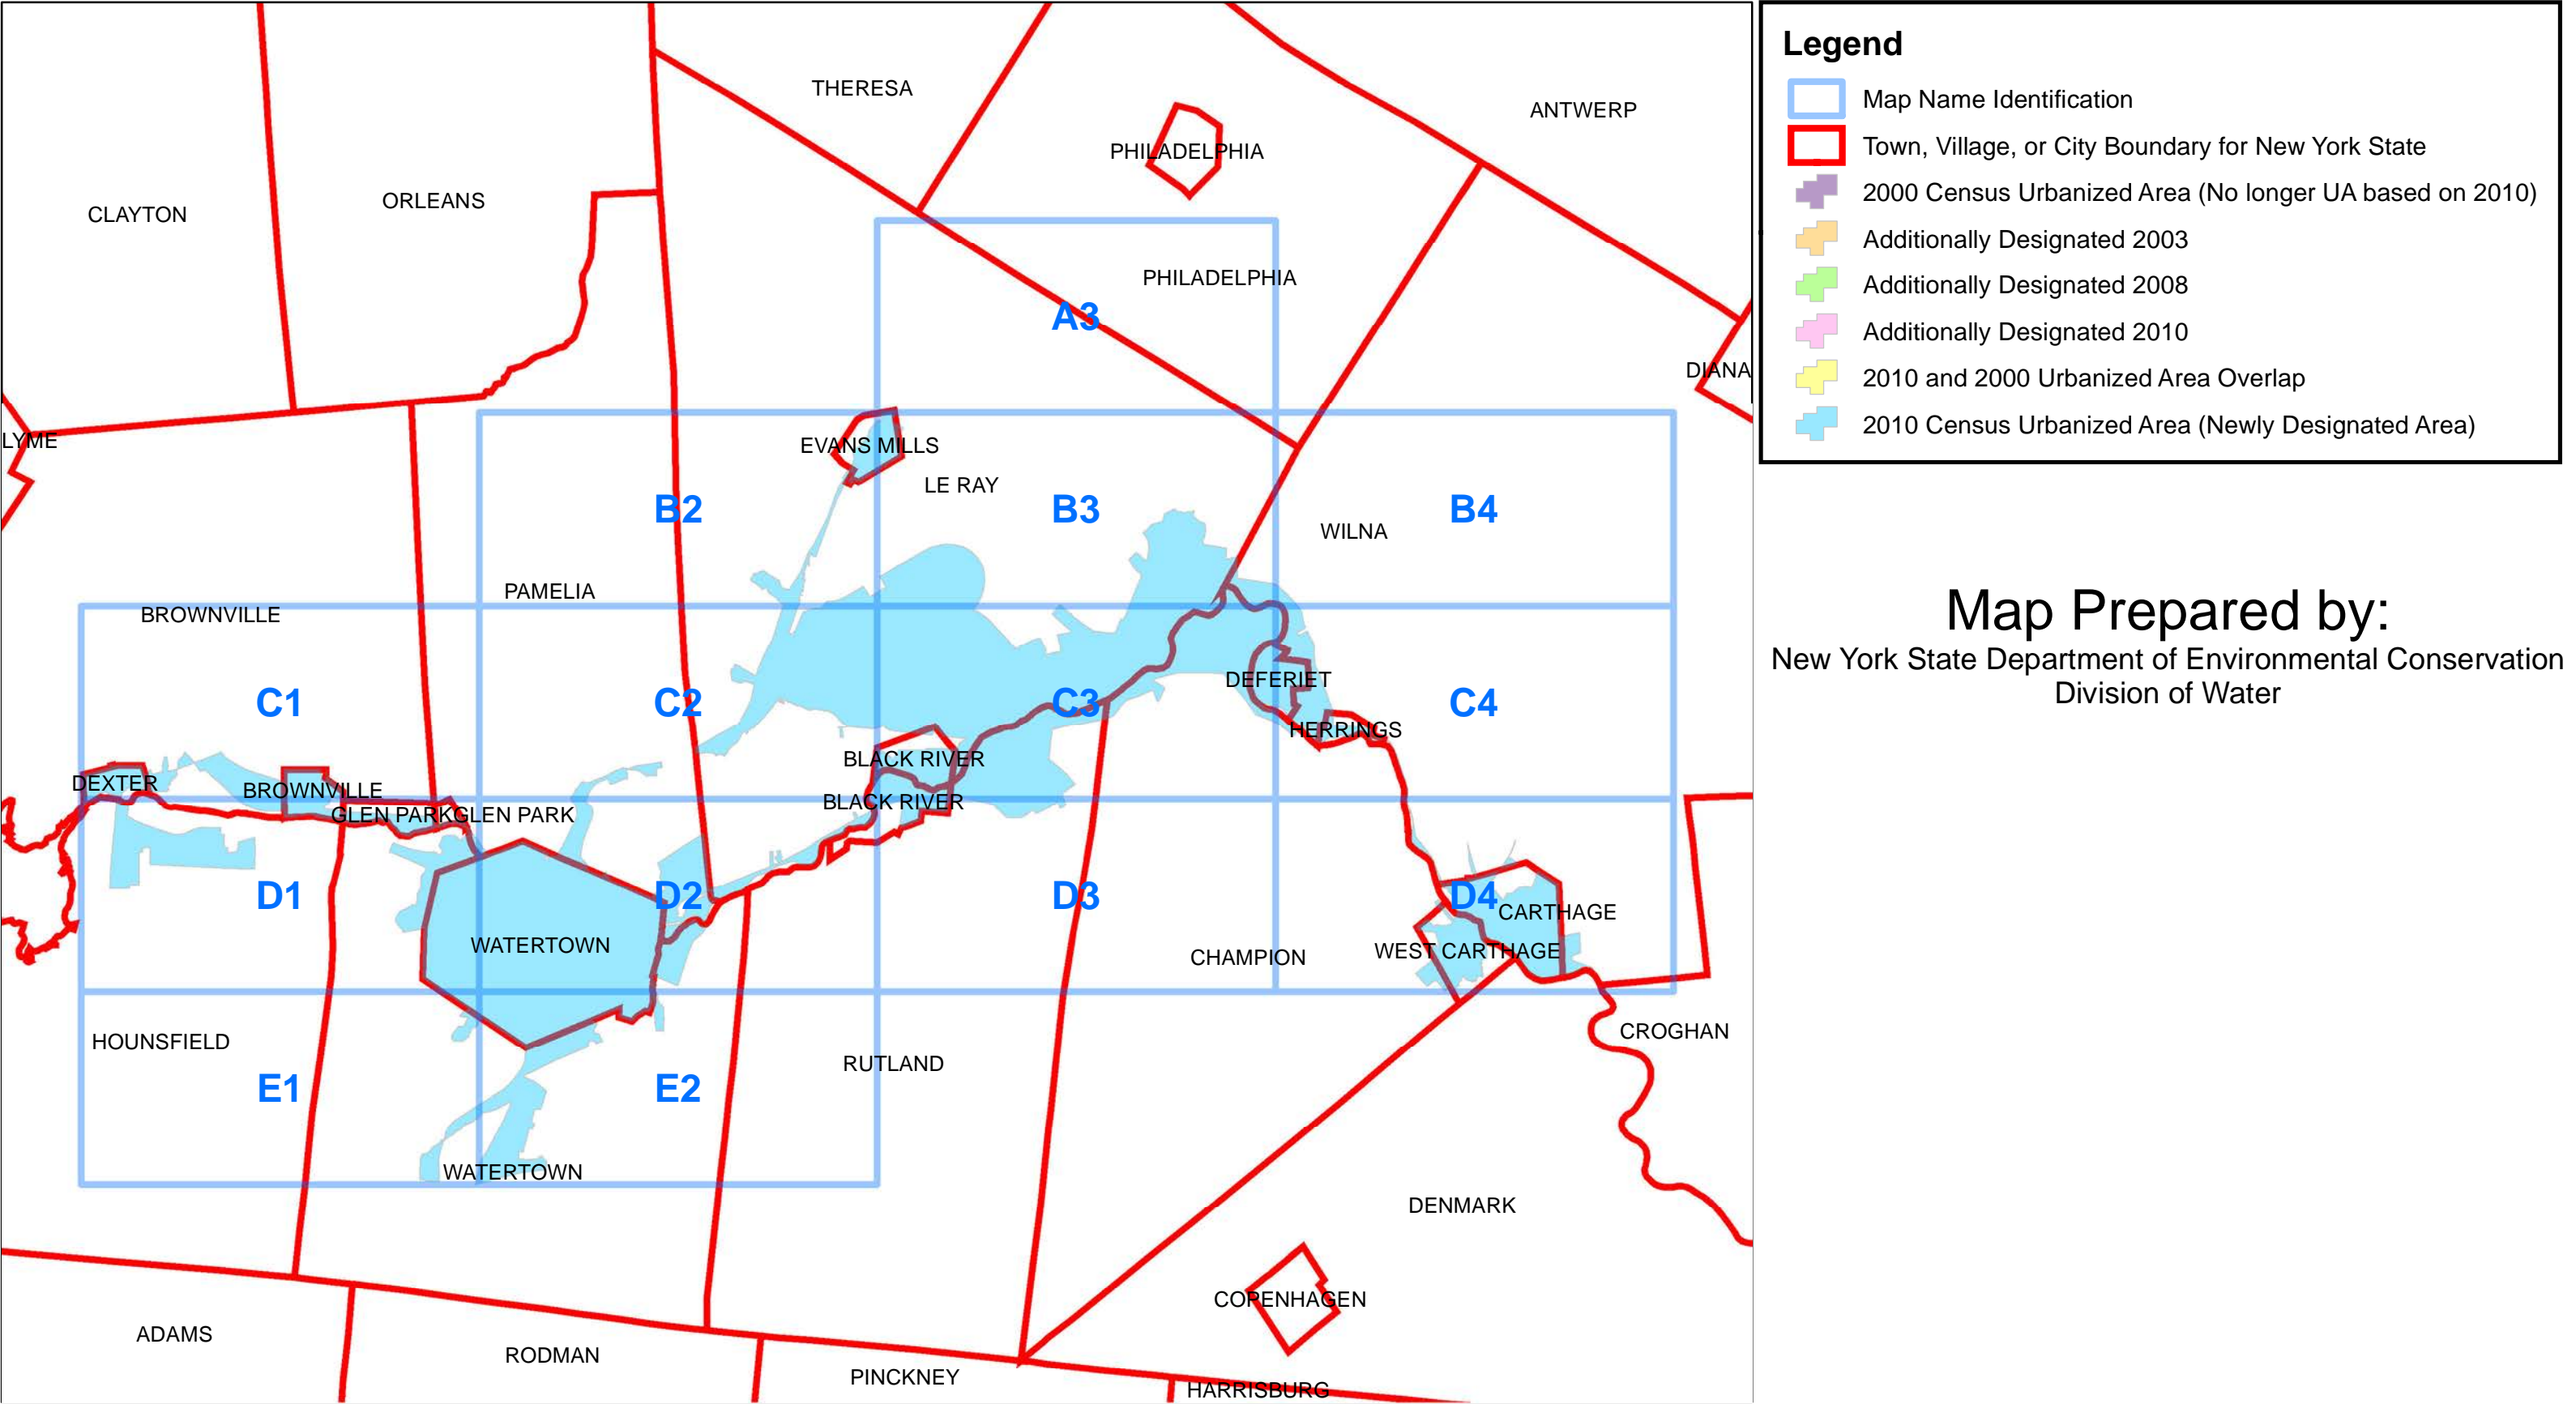 THERESA
ANTWERP
PHILADELPHIA
CLAYTON
ORLEANS
PHILADELPHIA
A3
DIANA
LYME
EVANS MILLS
LE RAY
B2
B3
B4
WILNA
PAMELIA
BROWNVILLE
DEFERIET
C1
C2
C3
C4
HERRINGS
BLACK RIVER
DEXTER
BROWNVILLE
BLACK RIVER
GLEN PARK
GLEN PARK
D1
D2
D3
D4
CARTHAGE
WATERTOWN
WEST CARTHAGE
CHAMPION
HOUNSFIELD
CROGHAN
RUTLAND
E1
E2
WATERTOWN
DENMARK
COPENHAGEN
ADAMS
RODMAN
PINCKNEY
HARRISBURG
Legend
Map Name Identification
Town, Village, or City Boundary for New York State
2000 Census Urbanized Area (No longer UA based on 2010)
Additionally Designated 2003
Additionally Designated 2008
Additionally Designated 2010
2010 and 2000 Urbanized Area Overlap
2010 Census Urbanized Area (Newly Designated Area)
Map Prepared by:
New York State Department of Environmental Conservation
Division of Water